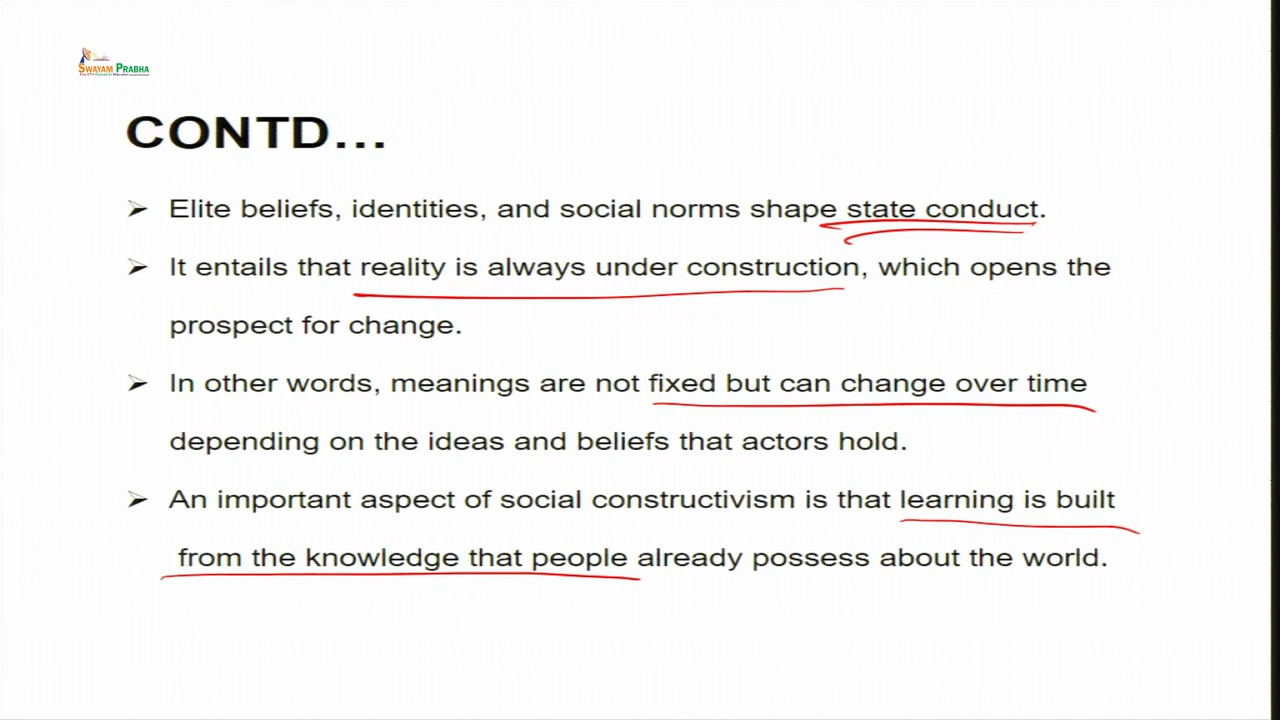 SWAYAM PRABHA
CONTD...
➢ Elite beliefs, identities, and social norms shape state conduct.
➢ It entails that reality is always under construction, which opens the
prospect for change.
➢ In other words, meanings are not fixed but can change over time
depending on the ideas and beliefs that actors hold.
➢ An important aspect of social constructivism is that learning is built
from the knowledge that people already possess about the world.